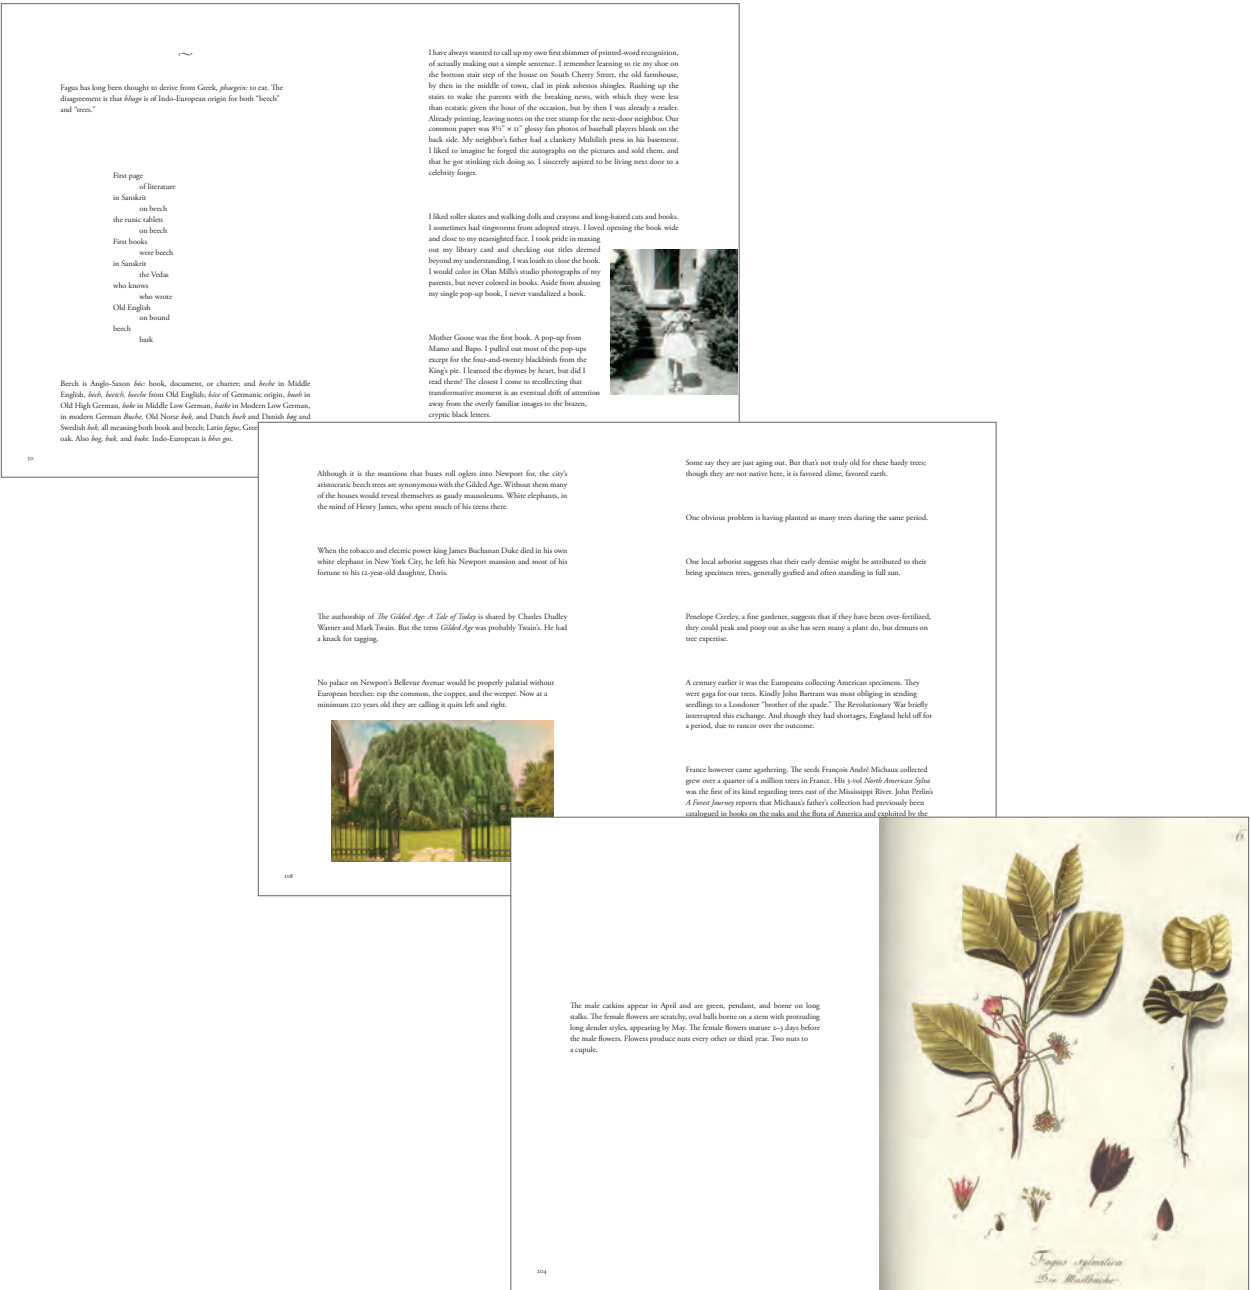 ~
Fagus has long been thought to derive from Greek, phargein: to eat. The
disagreement is that bhago is of Indo-European origin for both “beech”
and “trees.”
First page
of literature
in Sanskrit
on beech
the runic tablets
on beech
First books
were beech
in Sanskrit
the Vedas
who knows
who wrote
Old English
on bound
beech
bark
Beech is Anglo-Saxon bōc: book, document, or charter; and beche in Middle
English, bech, beetch, beeche from Old English; bēce of Germanic origin, buoh in
Old High German, boke in Middle Low German, baike in Modern Low German,
in modern German Buche, Old Norse bok, and Dutch boek and Danish bøg and
Swedish bok, all meaning both book and beech; Latin fagus, Gree
oak. Also bog, buk, and buke. Indo-European is bhes gos.
50
I have always wanted to call up my own first shimmer of printed-word recognition,
of actually making out a simple sentence. I remember learning to tie my shoe on
the bottom stair step of the house on South Cherry Street, the old farmhouse,
by then in the middle of town, clad in pink asbestos shingles. Rushing up the
stairs to wake the parents with the breaking news, with which they were less
than ecstatic given the hour of the occasion, but by then I was already a reader.
Already printing, leaving notes on the tree stump for the next-door neighbor. Our
common paper was 8½” × 11” glossy fan photos of baseball players blank on the
back side. My neighbor’s father had a clankety Multilith press in his basement.
I liked to imagine he forged the autographs on the pictures and sold them, and
that he got stinking rich doing so. I sincerely aspired to be living next door to a
celebrity forger.
I liked roller skates and walking dolls and crayons and long-haired cats and books.
I sometimes had ringworms from adopted strays. I loved opening the book wide
and close to my nearsighted face. I took pride in maxing
out my library card and checking out titles deemed
beyond my understanding. I was loath to close the book.
I would color in Olan Mills’s studio photographs of my
parents, but never colored in books. Aside from abusing
my single pop-up book, I never vandalized a book.
Mother Goose was the first book. A pop-up from
Mamo and Bapo. I pulled out most of the pop-ups
except for the four-and-twenty blackbirds from the
King’s pie. I learned the rhymes by heart, but did I
read them? The closest I come to recollecting that
transformative moment is an eventual drift of attention
away from the overly familiar images to the brazen,
cryptic black letters.
Although it is the mansions that buses roll oglers into Newport for, the city’s
aristocratic beech trees are synonymous with the Gilded Age. Without them many
of the houses would reveal themselves as gaudy mausoleums. White elephants, in
the mind of Henry James, who spent much of his teens there.
When the tobacco and electric power king James Buchanan Duke died in his own
white elephant in New York City, he left his Newport mansion and most of his
fortune to his 12-year-old daughter, Doris.
The authorship of The Gilded Age: A Tale of Today is shared by Charles Dudley
Warner and Mark Twain. But the term Gilded Age was probably Twain’s. He had
a knack for tagging.
No palace on Newport’s Bellevue Avenue would be properly palatial without
European beeches: esp the common, the copper, and the weeper. Now at a
minimum 120 years old they are calling it quits left and right.
108
Some say they are just aging out. But that’s not truly old for these hardy trees;
though they are not native here, it is favored clime, favored earth.
One obvious problem is having planted so many trees during the same period.
One local arborist suggests that their early demise might be attributed to their
being specimen trees, generally grafted and often standing in full sun.
Penelope Creeley, a fine gardener, suggests that if they have been over-fertilized,
they could peak and poop out as she has seen many a plant do, but demurs on
tree expertise.
A century earlier it was the Europeans collecting American specimens. They
were gaga for our trees. Kindly John Bartram was most obliging in sending
seedlings to a Londoner “brother of the spade.” The Revolutionary War briefly
interrupted this exchange. And though they had shortages, England held off for
a period, due to rancor over the outcome.
France however came agathering. The seeds François André Michaux collected
grew over a quarter of a million trees in France. His 3-vol North American Sylva
was the first of its kind regarding trees east of the Mississippi River. John Perlin’s
A Forest Journey reports that Michaux’s father’s collection had previously been
catalogued in books on the oaks and the flora of America and exploited by the
The male catkins appear in April and are green, pendant, and borne on long
stalks. The female flowers are scratchy, oval balls borne on a stem with protruding
long slender styles, appearing by May. The female flowers mature 2–3 days before
the male flowers. Flowers produce nuts every other or third year. Two nuts to
a cupule.
204
6
Fagus sylvatica
Die Mastbuche